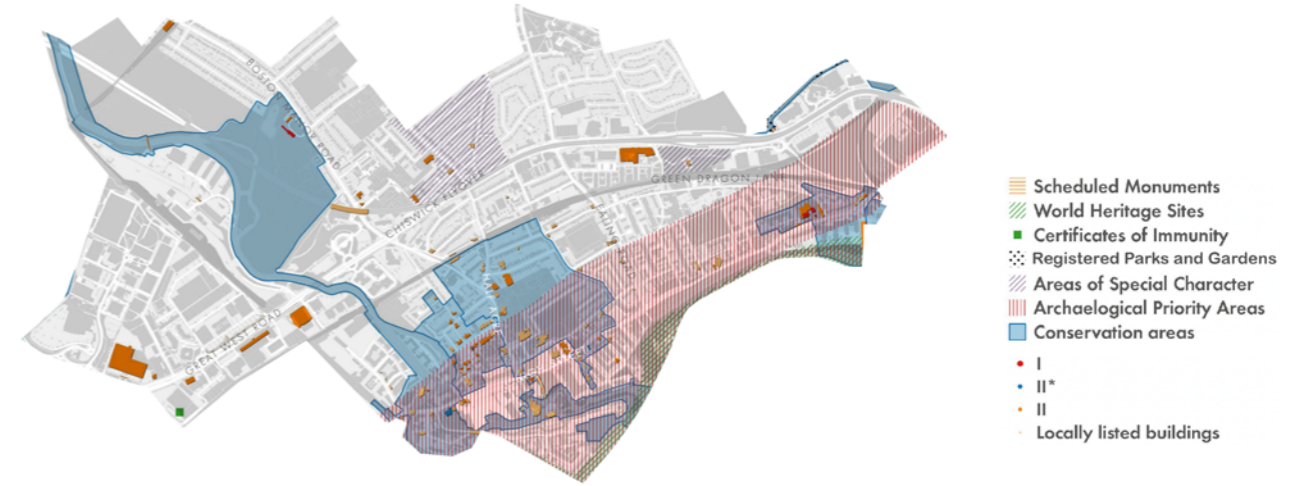 BOSTON MANOR ROAD
CHISWICK FLYOVER
GREEN DRAGON LANE
GREAT WEST ROAD
Scheduled Monuments
World Heritage Sites
Certificates of Immunity
Registered Parks and Gardens
Areas of Special Character
Archaelogical Priority Areas
Conservation areas
I
II*
II
Locally listed buildings